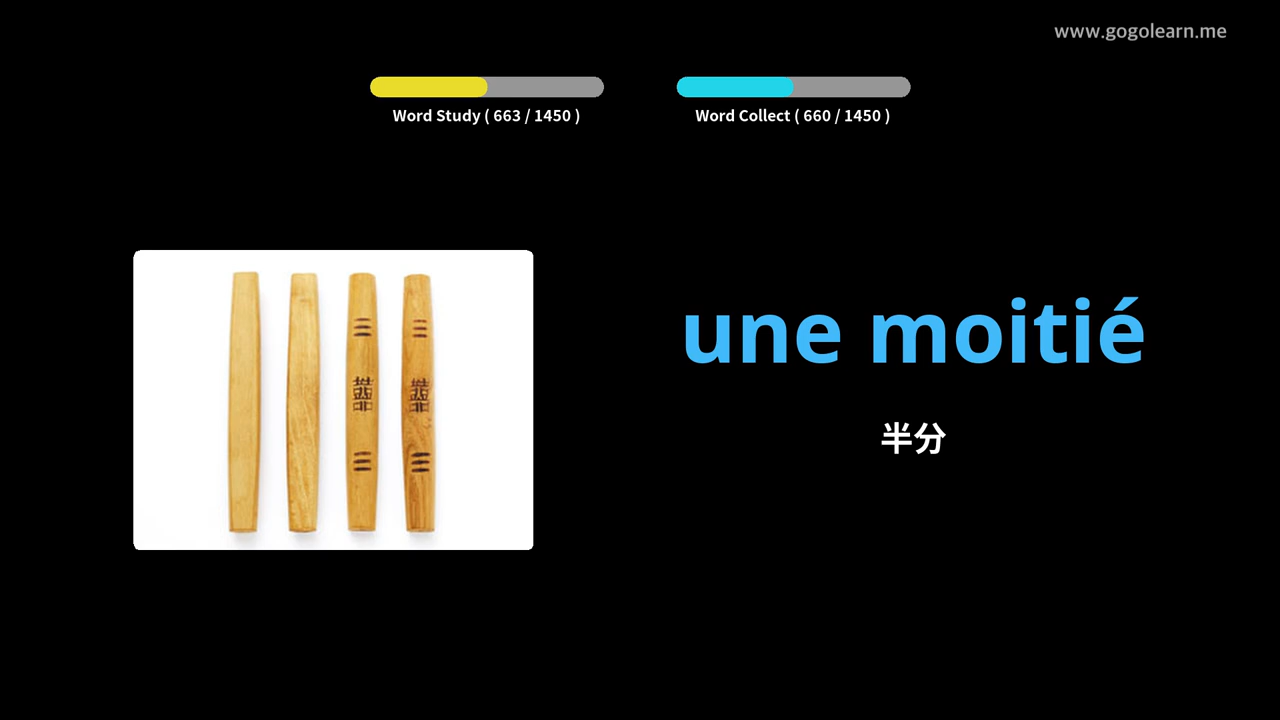 www.gogolearn.me
Word Study ( 663 / 1450 )
Word Collect ( 660 / 1450 )
une moitié
半分